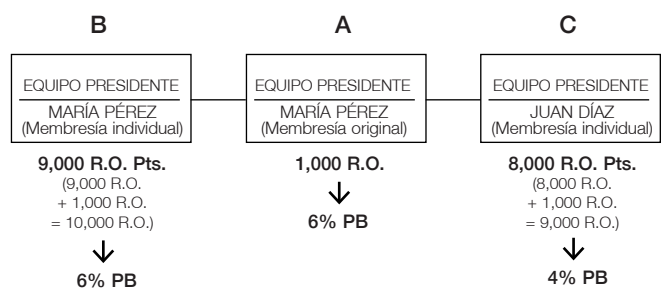 B
A
C
EQUIPO PRESIDENTE
MARÍA PÉREZ
(Membresía individual)
EQUIPO PRESIDENTE
MARÍA PÉREZ
(Membresía original)
EQUIPO PRESIDENTE
JUAN DÍAZ
(Membresía individual)
9,000 R.O. Pts.
(9,000 R.O.
+ 1,000 R.O.
= 10,000 R.O.)
6% PB
1,000 R.O.
6% PB
8,000 R.O. Pts.
(8,000 R.O.
+ 1,000 R.O.
= 9,000 R.O.)
4% PB